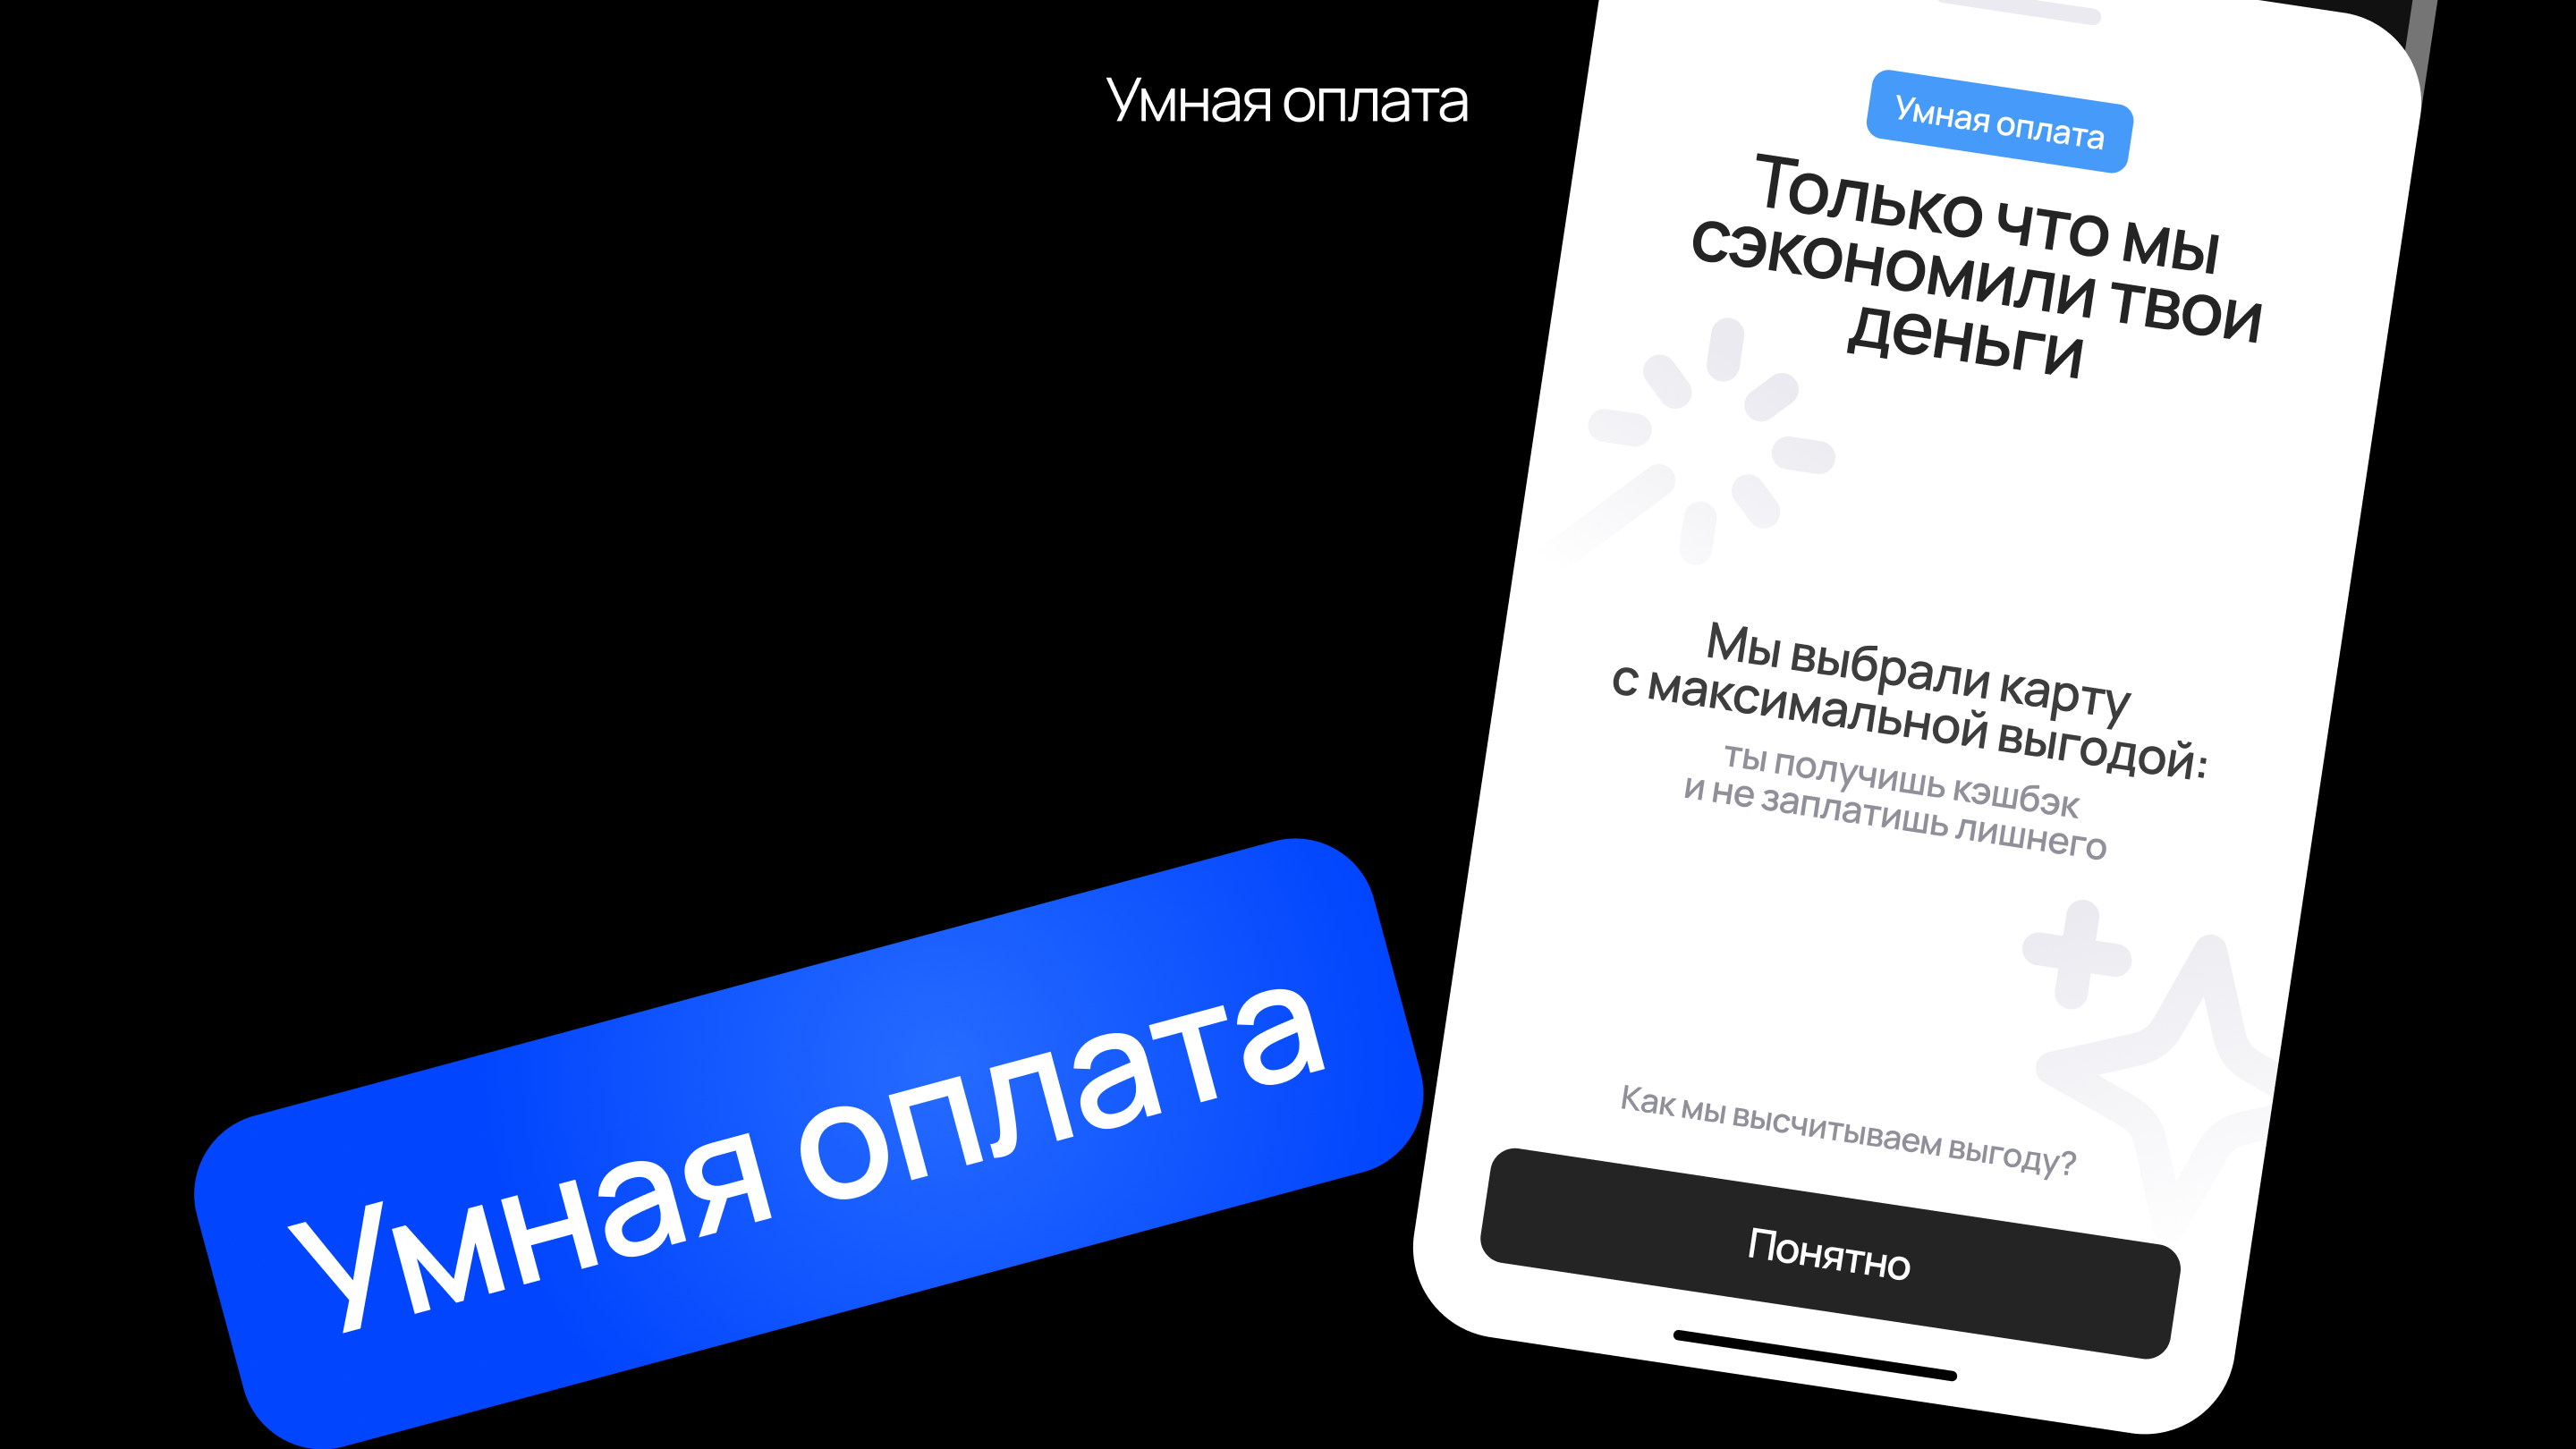 Умная оплата
Умная оплата
Только что мы
сэкономили твои
деньги
Мы выбрали карту
с максимальной выгодой:
ты получишь кэшбэк
и не заплатишь лишнего
Как мы высчитываем выгоду?
Понятно
Умная оплата